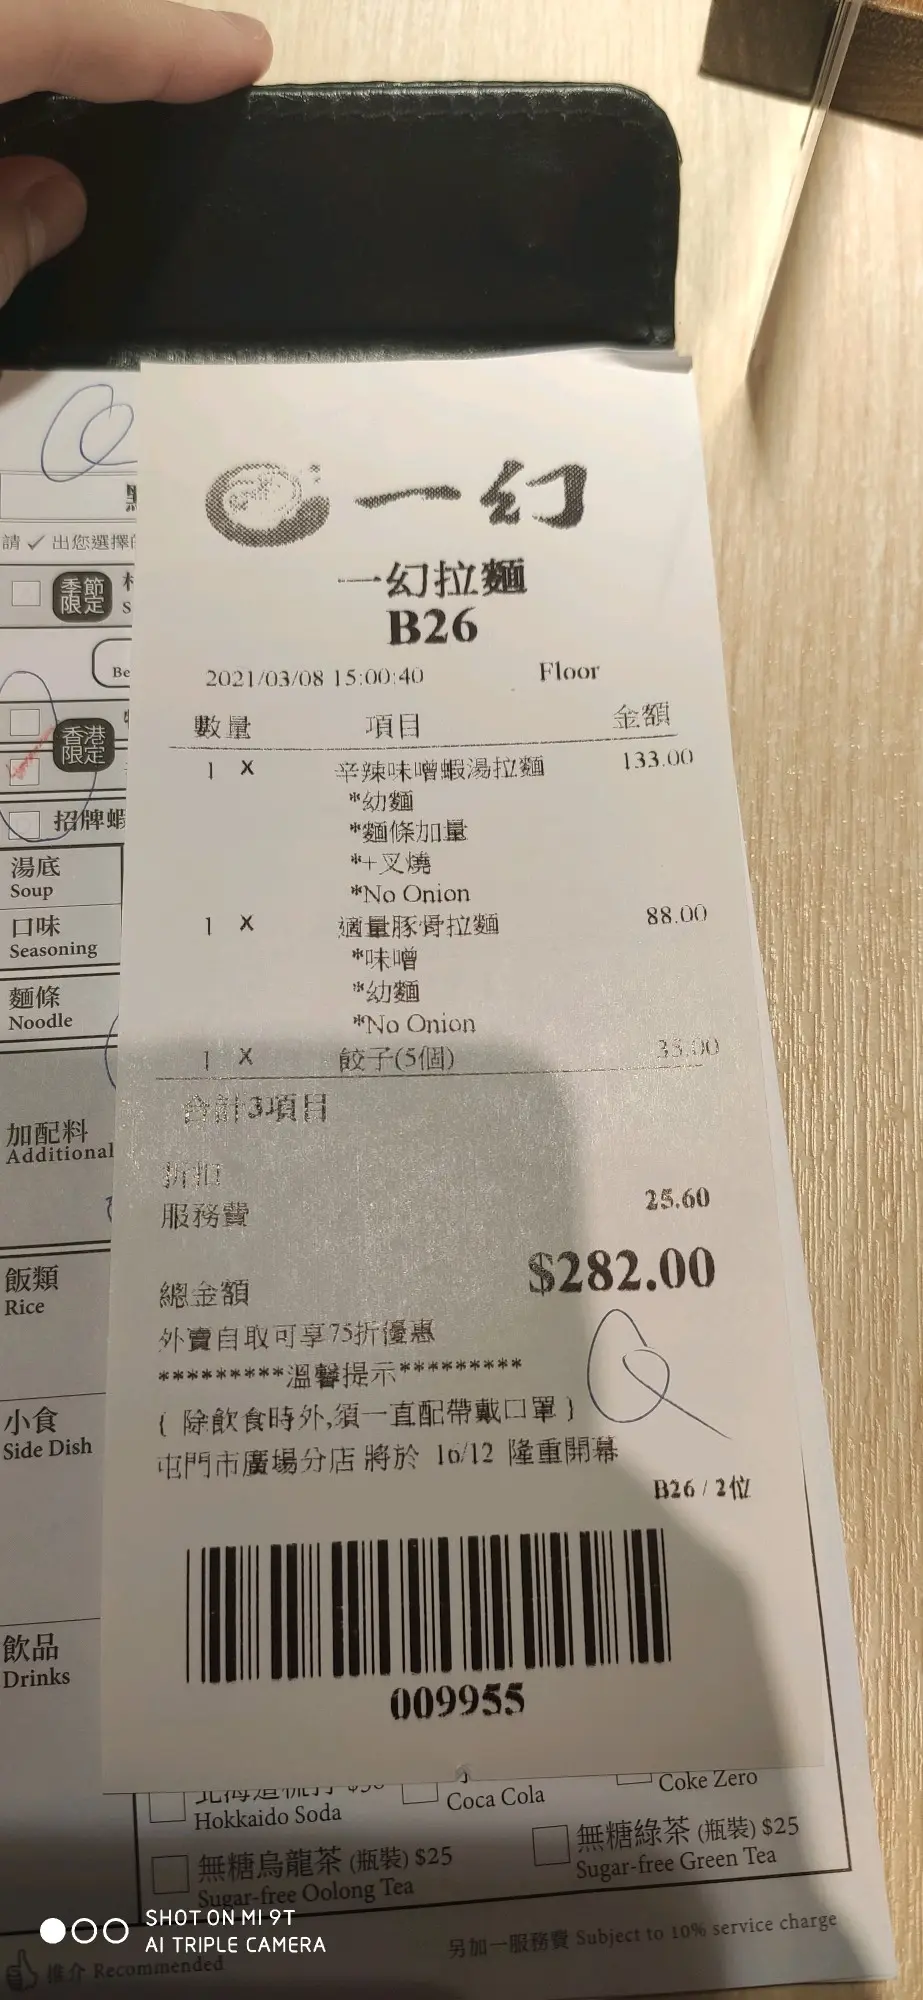 一幻
一幻拉麵
B26
2021/03/08 15:00:40 Floor
數量 項目 金額
1 X 辛辣味噌蝦湯拉麵 133.00
*幼麵
*麵條加量
*+叉燒
*No Onion
1 X 適量豚骨拉麵 88.00
*味噌
*幼麵
*No Onion
1 X 餃子(5個) 35.00
合計3項目
折扣
服務費 25.60
總金額 $282.00
外賣自取可享75折優惠
*********溫馨提示*********
( 除飲食時外,須一直配帶戴口罩 )
屯門市廣場分店 將於 16/12 隆重開幕
B26 / 2位
009955
請 ✓ 出您選擇
季節限定
Be
香港限定
招牌蝦
湯底
Soup
口味
Seasoning
麵條
Noodle
加配料
Additional
飯類
Rice
小食
Side Dish
飲品
Drinks
Hokkaido Soda
Coca Cola
Coke Zero
無糖烏龍茶 (瓶裝) $25
Sugar-free Oolong Tea
無糖綠茶 (瓶裝) $25
Sugar-free Green Tea
另加一服務費 Subject to 10% service charge
推介 Recommended
SHOT ON MI 9T
AI TRIPLE CAMERA